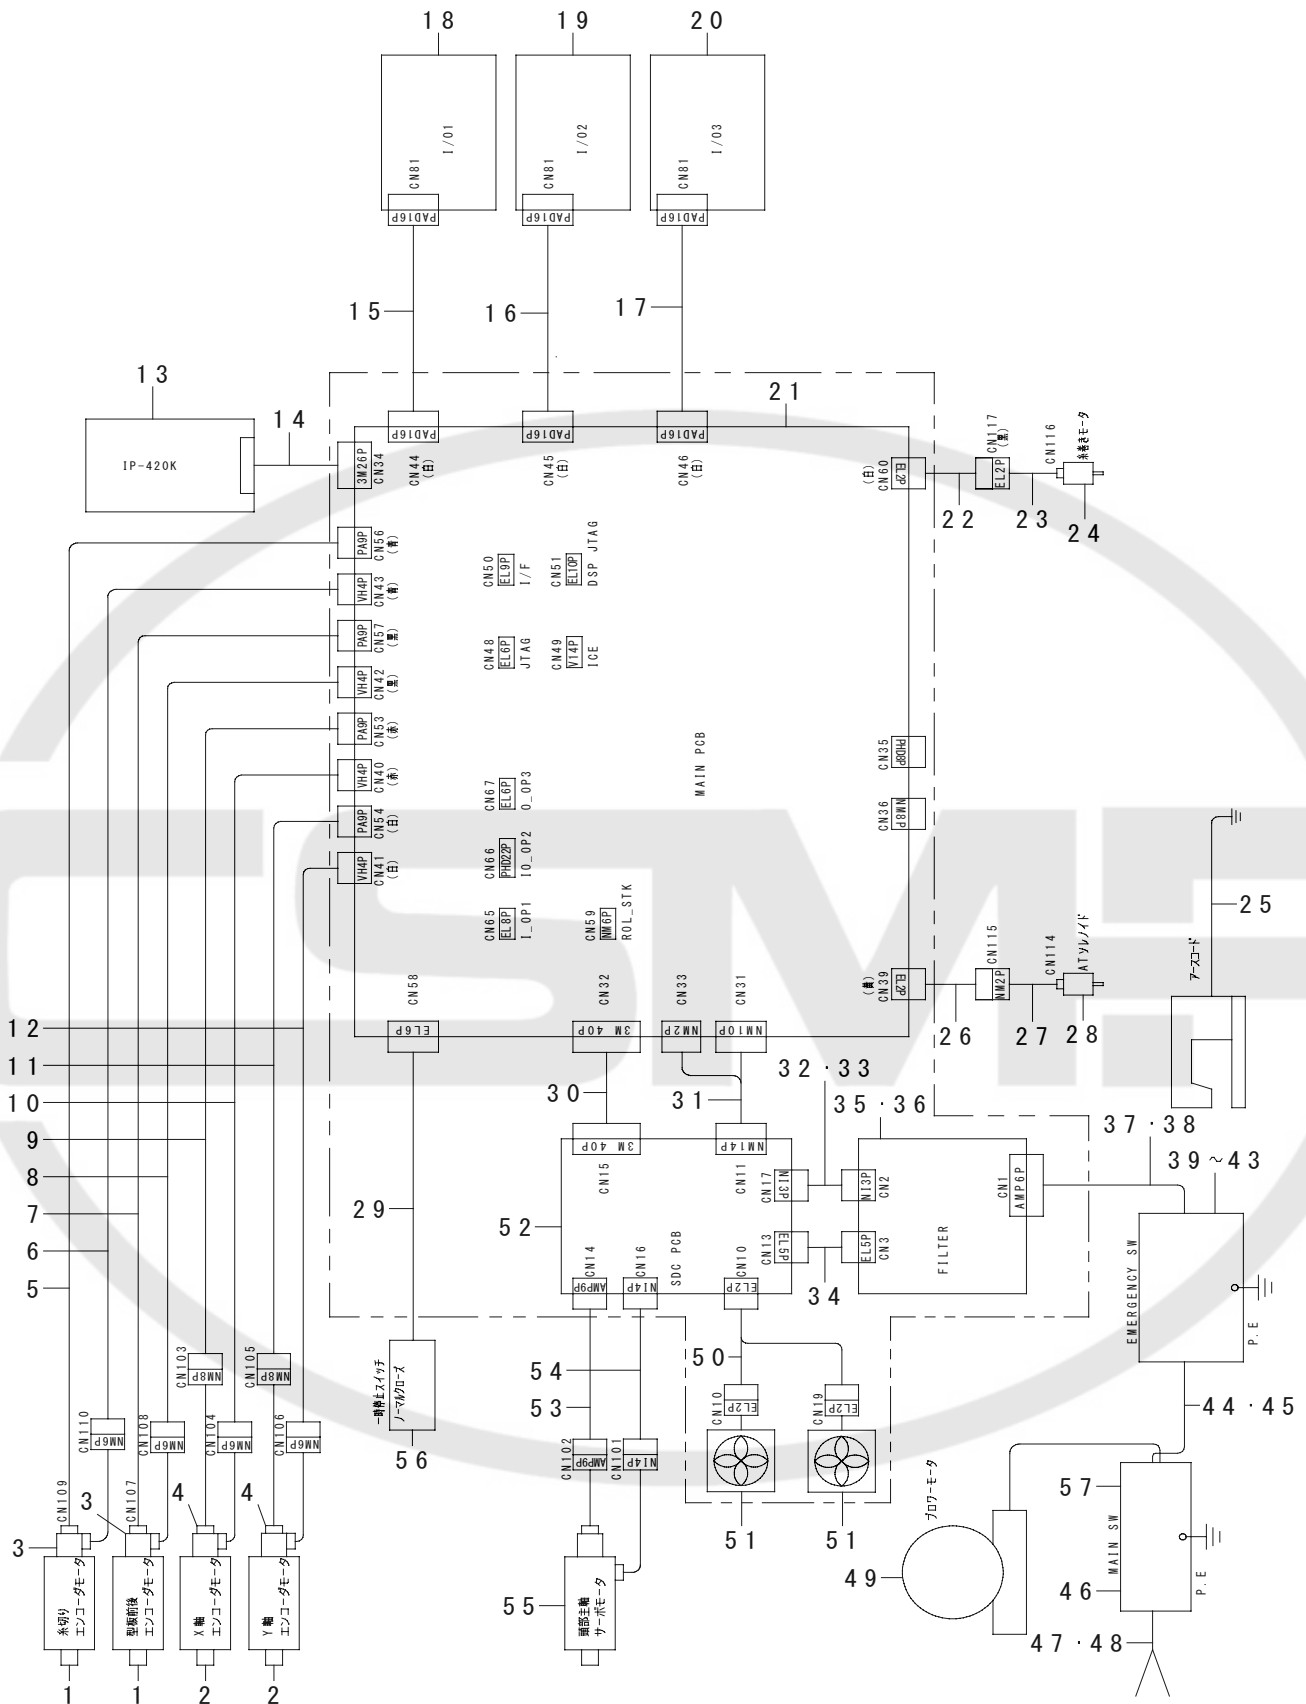 18
19
20
I/O1
I/O2
I/O3
CN81
CN81
CN81
PAD16P
PAD16P
PAD16P
15
16
17
13
14
21
IP-420K
3M26P
CN34
PAD16P
CN44
(白)
PAD16P
CN45
(白)
PAD16P
CN46
(白)
(白)
CN60
EL2P
CN117
(黒)
EL2P
CN116
糸巻きモータ
22
23
24
PA9P
CN56
(青)
VH4P
CN43
(青)
PA9P
CN57
(黒)
VH4P
CN42
(黒)
PA9P
CN53
(赤)
VH4P
CN40
(赤)
PA9P
CN54
(白)
VH4P
CN41
(白)
CN50
EL9P
I/F
CN51
EL10P
DSP JTAG
CN48
EL6P
JTAG
CN49
V14P
ICE
MAIN PCB
CN35
PHD8P
CN36
NM8P
CN67
EL6P
O_OP3
CN66
PHD22P
IO_OP2
CN65
EL8P
I_OP1
CN59
NM6P
ROL_STK
25
アースコード
(黄)
CN39
EL2P
CN115
NM2P
CN114
ATソレノイド
26
27
28
CN58
EL6P
CN32
3M 40P
CN33
NM2P
CN31
NM10P
12
11
10
9
8
7
6
5
29
30
31
32・33
35・36
37・38
39~43
3M 40P
CN15
NM14P
CN11
CN17
NI3P
NI3P
CN2
CN1
AMP6P
52
SDC PCB
CN13
EL5P
EL5P
CN3
FILTER
34
CN14
AMP9P
CN16
NI4P
CN10
EL2P
EMERGENCY SW
P.E
44・45
一時停止スイッチ
ノーマルクローズ
56
54
53
50
CN102
AMP9P
CN101
NI4P
CN10
EL2P
CN19
EL2P
51
51
CN103
NM8P
CN105
NM8P
CN110
NM6P
CN108
NM6P
CN104
NM6P
CN106
NM6P
CN109
CN107
3
3
4
4
糸切り
エンコーダモータ
型板前後
エンコーダモータ
X軸
エンコーダモータ
Y軸
エンコーダモータ
1
1
2
2
55
頭部主軸
サーボモータ
ブロワーモータ
49
57
MAIN SW
46
P.E
47・48
CSMP